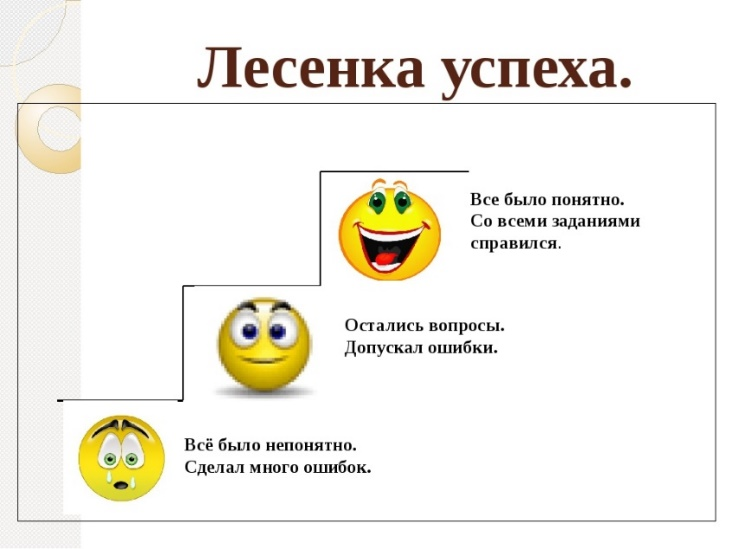 Лесенка успеха.
Все было понятно.
Со всеми заданиями
справился.
Остались вопросы.
Допускал ошибки.
Всё было непонятно.
Сделал много ошибок.